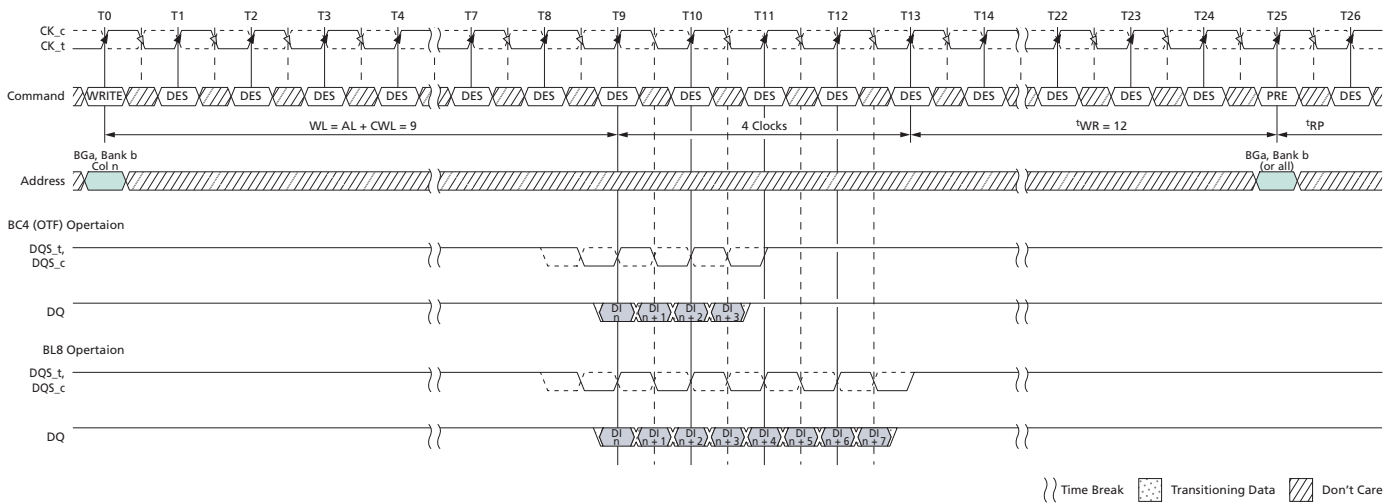 T0 T1 T2 T3 T4 T7 T8 T9 T10 T11 T12 T13 T14 T22 T23 T24 T25 T26
CK_c
CK_t
Command WRITE DES DES DES DES DES DES DES DES DES DES DES DES DES DES DES PRE DES
WL = AL + CWL = 9 4 Clocks tWR = 12 tRP
BGa, Bank b
Col n
BGa, Bank b
(or all)
Address
BC4 (OTF) Opertaion
DQS_t,
DQS_c
DQ
DI n DI n + 1 DI n + 2 DI n + 3
BL8 Opertaion
DQS_t,
DQS_c
DQ
DI n DI n + 1 DI n + 2 DI n + 3 DI n + 4 DI n + 5 DI n + 6 DI n + 7
Time Break Transitioning Data Don't Care